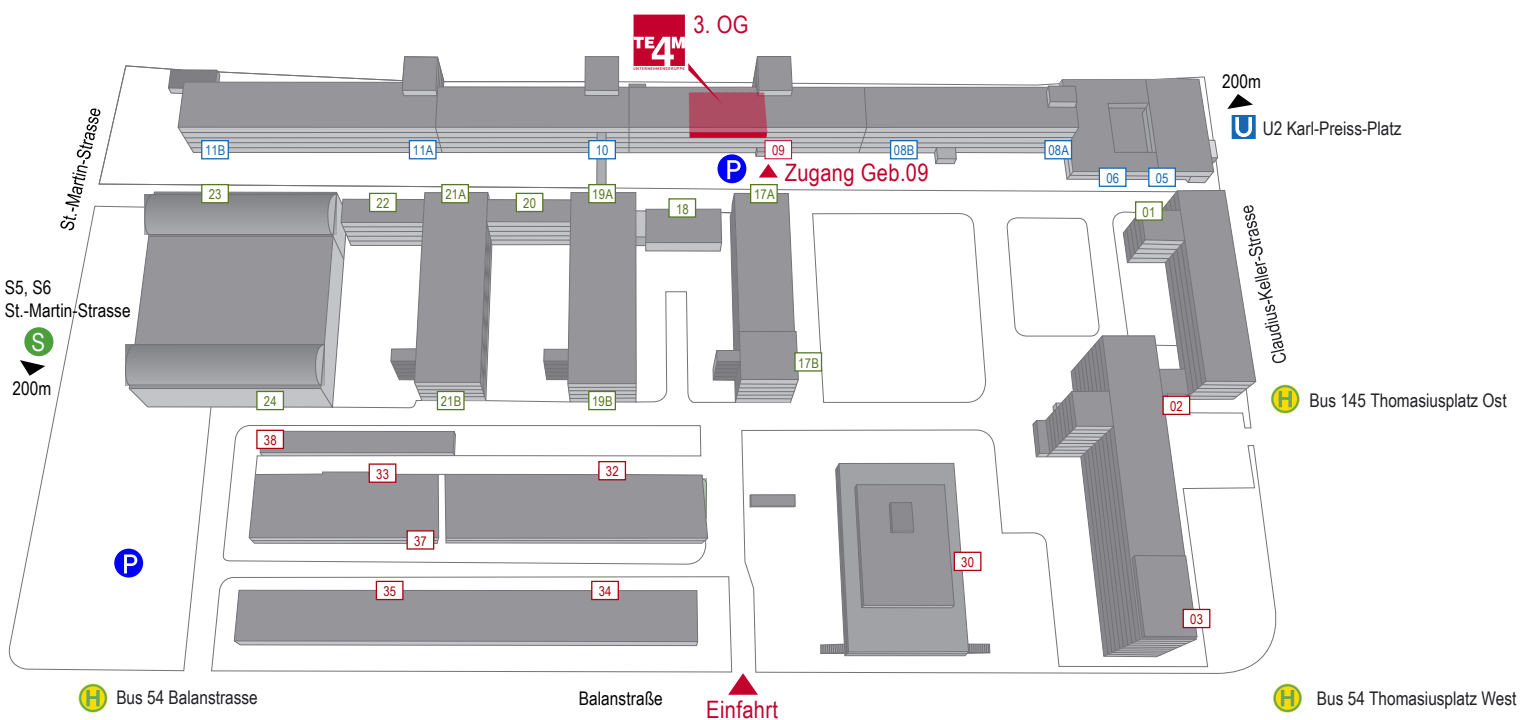 3. OG
TE4M
UNTERNEHMENSGRUPPE
200m
U U2 Karl-Preiss-Platz
St.-Martin-Strasse
11B
11A
10
09
08B
08A
P
Zugang Geb.09
06
05
23
22
21A
20
19A
18
17A
01
Claudius-Keller-Strasse
S5, S6
St.-Martin-Strasse
S
200m
17B
24
21B
19B
02
H Bus 145 Thomasiusplatz Ost
38
33
32
37
30
P
35
34
03
H Bus 54 Balanstrasse
Balanstraße
Einfahrt
H Bus 54 Thomasiusplatz West